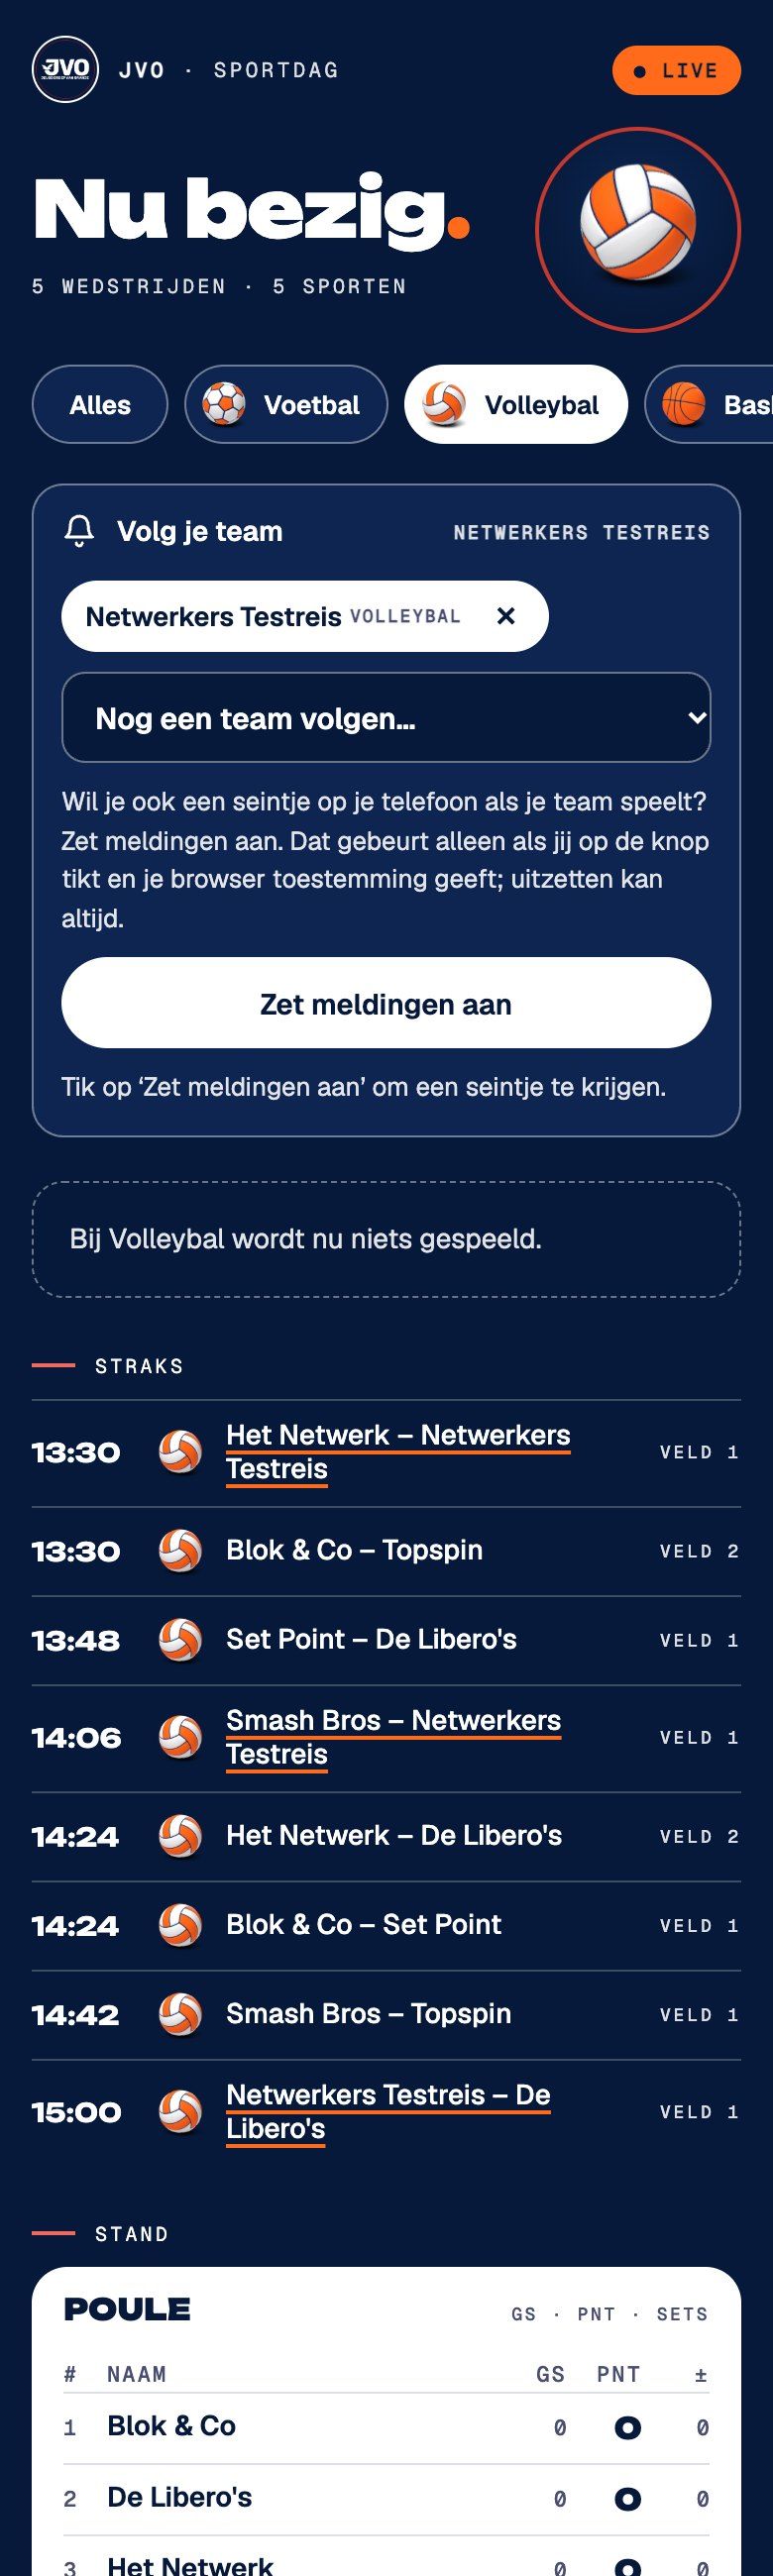 JVO
JVO · SPORTDAG
● LIVE
Nu bezig.
5 WEDSTRIJDEN · 5 SPORTEN
Alles
Voetbal
Volleybal
Volg je team
NETWERKERS TESTREIS
Netwerkers Testreis VOLLEYBAL ✕
Nog een team volgen...
Wil je ook een seintje op je telefoon als je team speelt?
Zet meldingen aan. Dat gebeurt alleen als jij op de knop
tikt en je browser toestemming geeft; uitzetten kan
altijd.
Zet meldingen aan
Tik op ‘Zet meldingen aan’ om een seintje te krijgen.
Bij Volleybal wordt nu niets gespeeld.
STRAKS
13:30 Het Netwerk – Netwerkers
Testreis VELD 1
13:30 Blok & Co – Topspin VELD 2
13:48 Set Point – De Libero's VELD 1
14:06 Smash Bros – Netwerkers
Testreis VELD 1
14:24 Het Netwerk – De Libero's VELD 2
14:24 Blok & Co – Set Point VELD 1
14:42 Smash Bros – Topspin VELD 1
15:00 Netwerkers Testreis – De
Libero's VELD 1
STAND
POULE GS · PNT · SETS
# NAAM GS PNT ±
1 Blok & Co 0 0 0
2 De Libero's 0 0 0
3 Het Netwerk 0 0 0